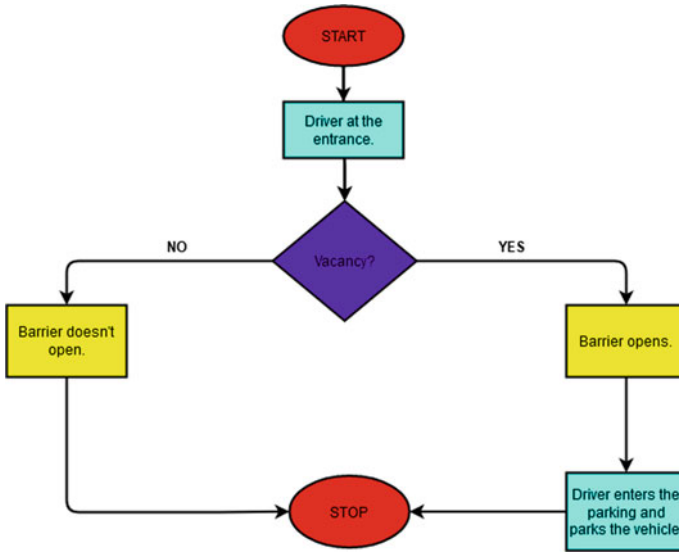 START
Driver at the
entrance.
Vacancy?
NO
YES
Barrier doesn't
open.
Barrier opens.
Driver enters the
parking and
parks the vehicle
STOP